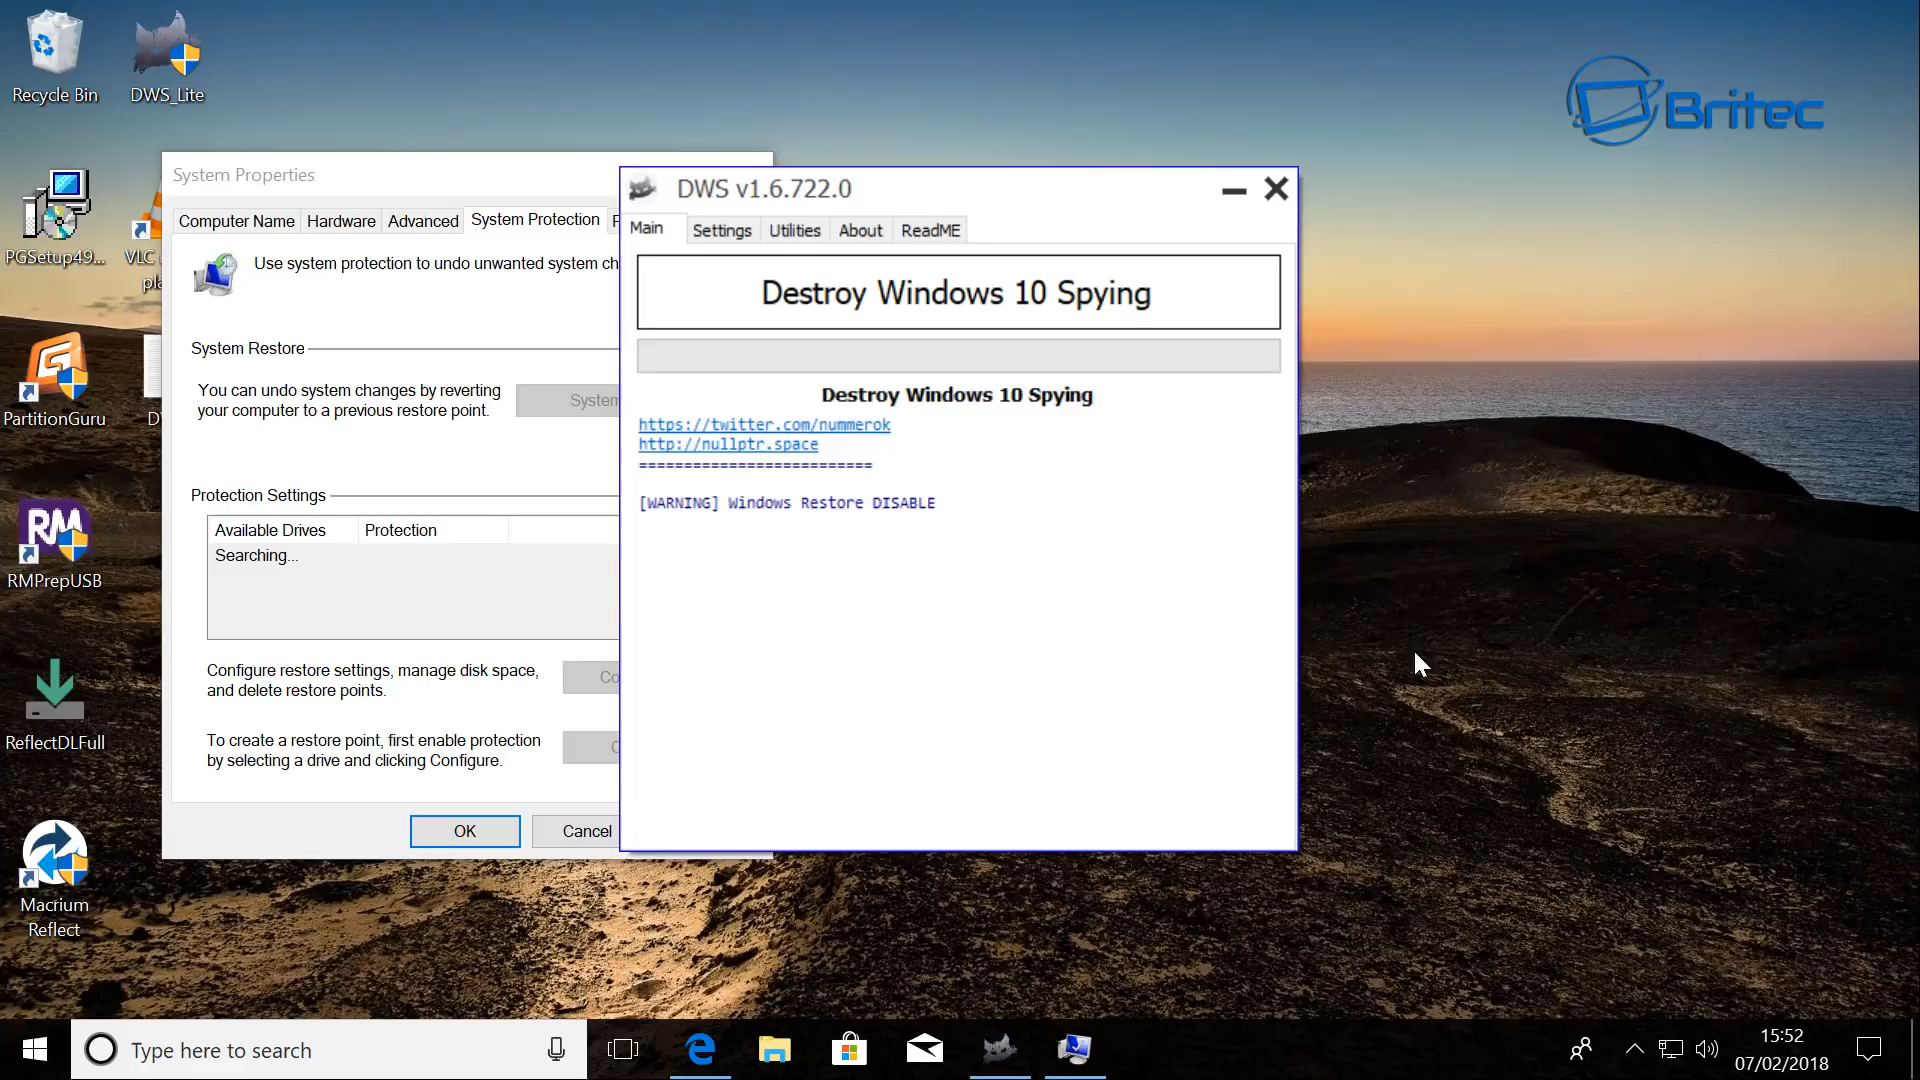 Recycle Bin
DWS_Lite
Britec
PGSetup49...
VLC
PartitionGuru
RM
RMPrepUSB
ReflectDLFull
Macrium
Reflect
System Properties
Computer Name
Hardware
Advanced
System Protection
Use system protection to undo unwanted system
System Restore
You can undo system changes by reverting
your computer to a previous restore point.
System
Protection Settings
Available Drives
Protection
Searching...
Configure restore settings, manage disk space,
and delete restore points.
To create a restore point, first enable protection
by selecting a drive and clicking Configure.
OK
Cancel
DWS v1.6.722.0
Main
Settings
Utilities
About
ReadME
Destroy Windows 10 Spying
Destroy Windows 10 Spying
https://twitter.com/nummerok
http://nullptr.space
==========================
[WARNING] Windows Restore DISABLE
Type here to search
15:52
07/02/2018